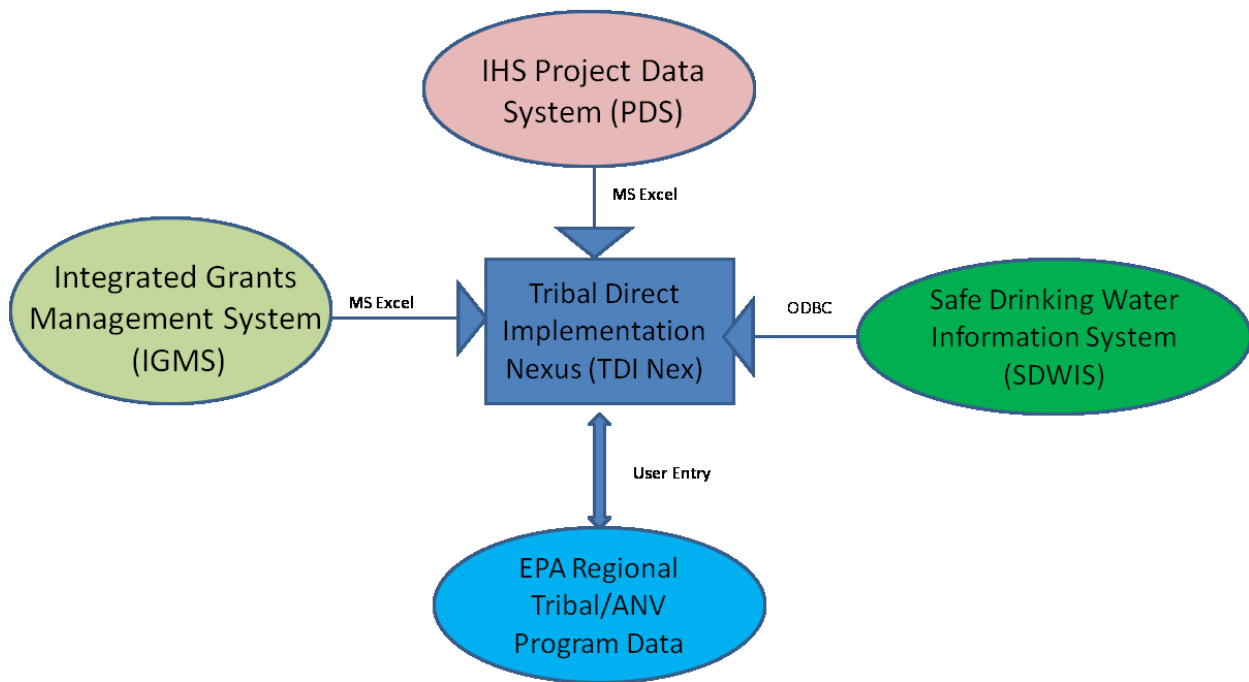 IHS Project Data
System (PDS)
MS Excel
Integrated Grants
Management System
(IGMS)
MS Excel
Tribal Direct
Implementation
Nexus (TDI Nex)
ODBC
Safe Drinking Water
Information System
(SDWIS)
User Entry
EPA Regional
Tribal/ANV
Program Data